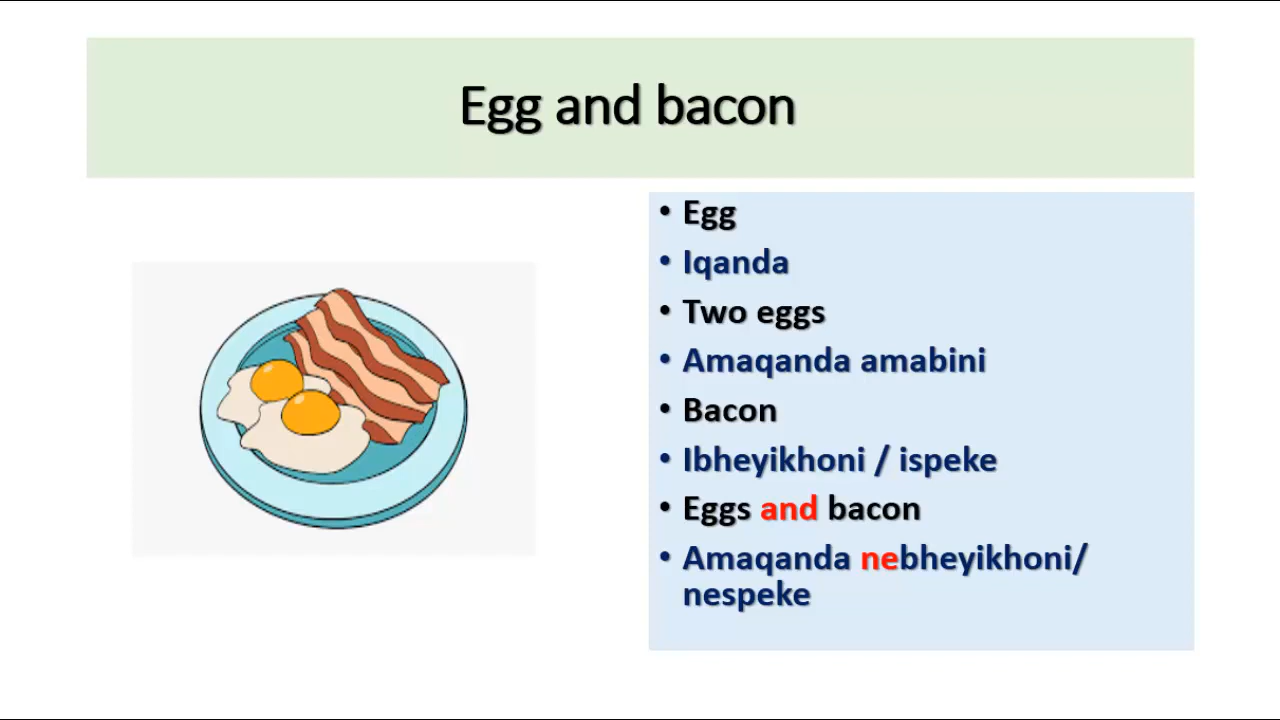 Egg and bacon
• Egg
• Iqanda
• Two eggs
• Amaqanda amabini
• Bacon
• Ibheyikhoni / ispeke
• Eggs and bacon
• Amaqanda nebheyikhoni/
nespeke